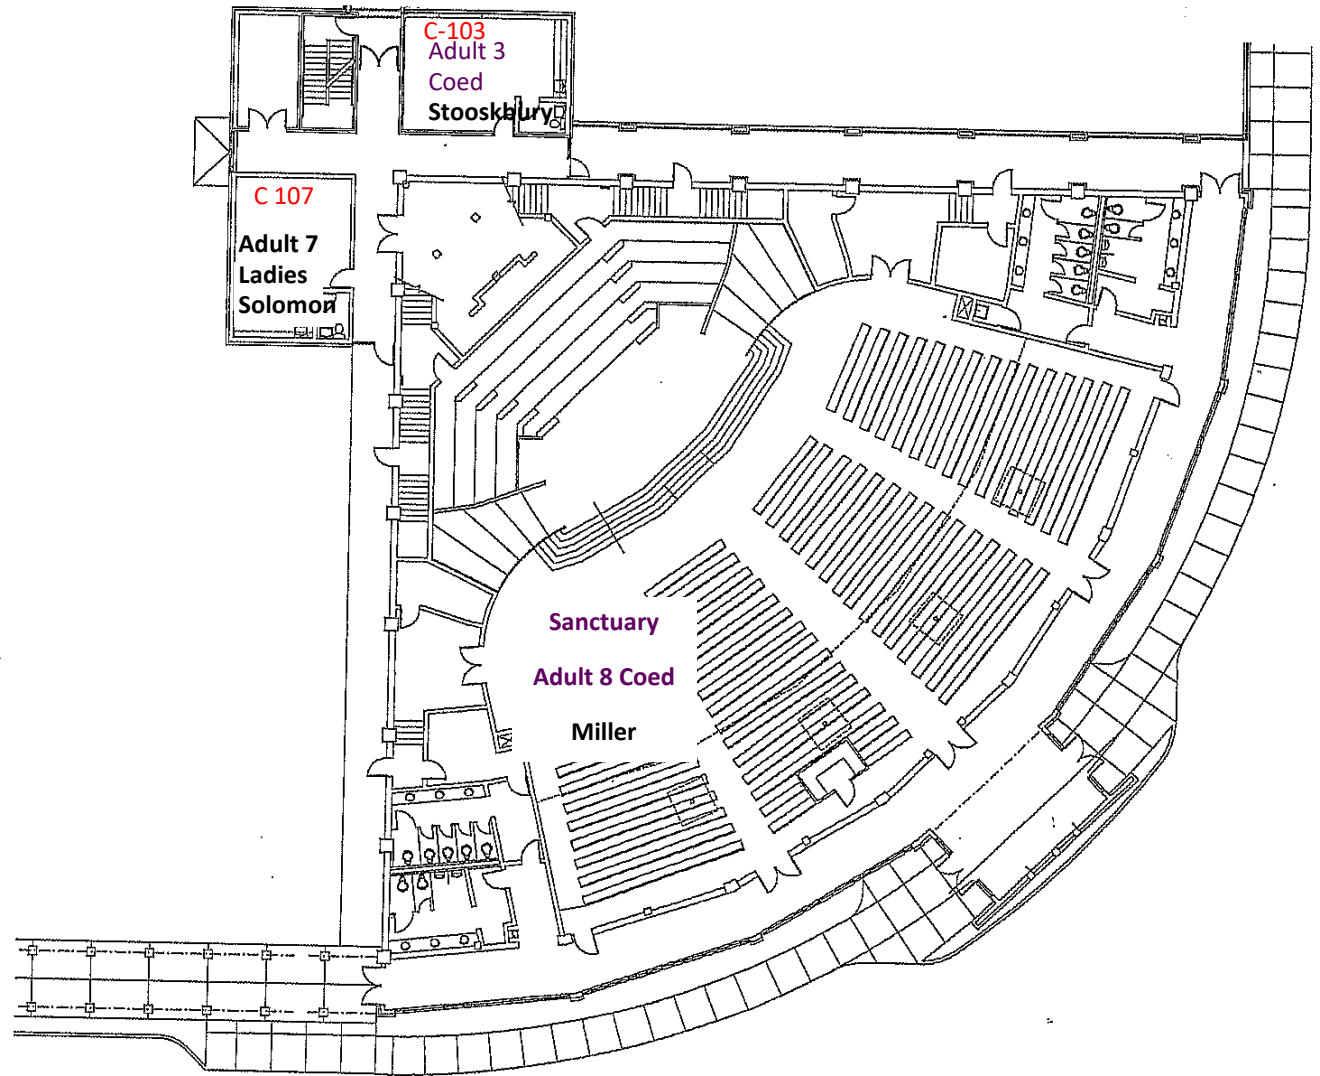 C-103
Adult 3
Coed
Stooskbury
C 107
Adult 7
Ladies
Solomon
Sanctuary
Adult 8 Coed
Miller